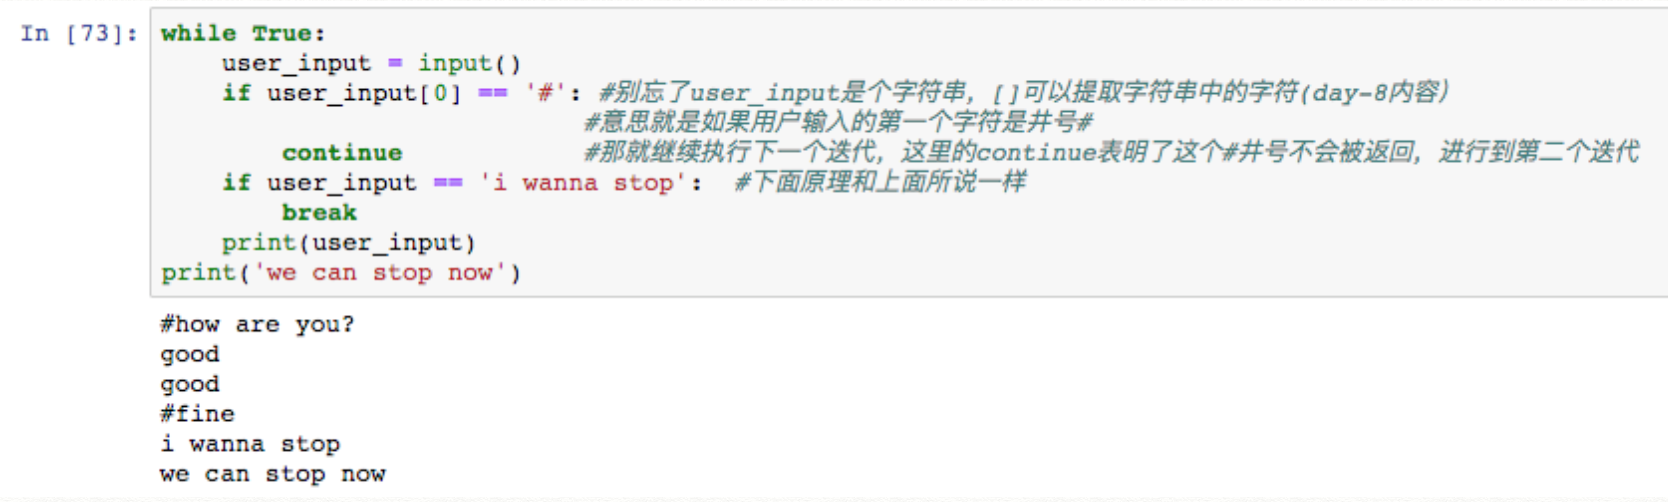 In [73]: while True:
user_input = input()
if user_input[0] == '#': #别忘了user_input是个字符串，[]可以提取字符串中的字符(day-8内容）
#意思就是如果用户输入的第一个字符是井号#
continue #那就继续执行下一个迭代，这里的continue表明了这个#井号不会被返回，进行到第二个迭代
if user_input == 'i wanna stop': #下面原理和上面所说一样
break
print(user_input)
print('we can stop now')
#how are you?
good
good
#fine
i wanna stop
we can stop now